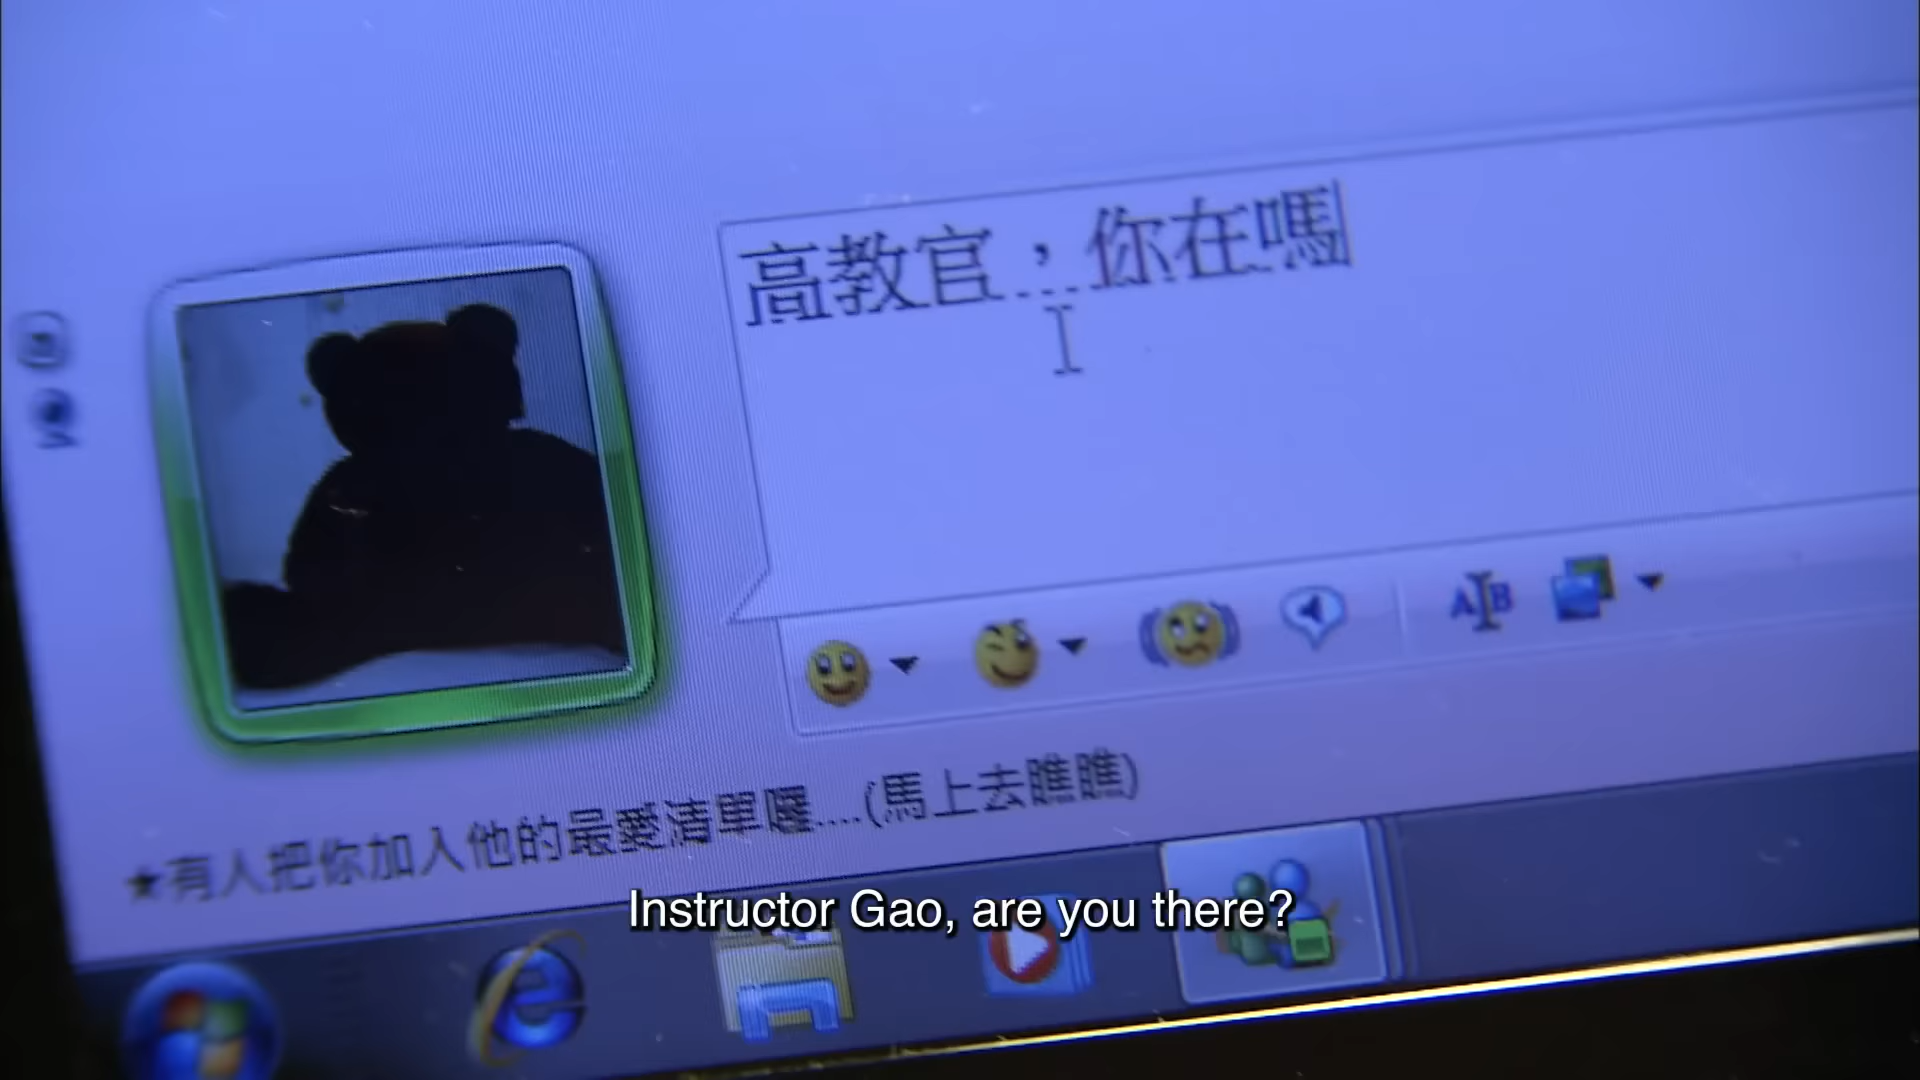 高教官，你在嗎
AB
★有人把你加入他的最愛清單喔....(馬上去瞧瞧)
Instructor Gao, are you there?